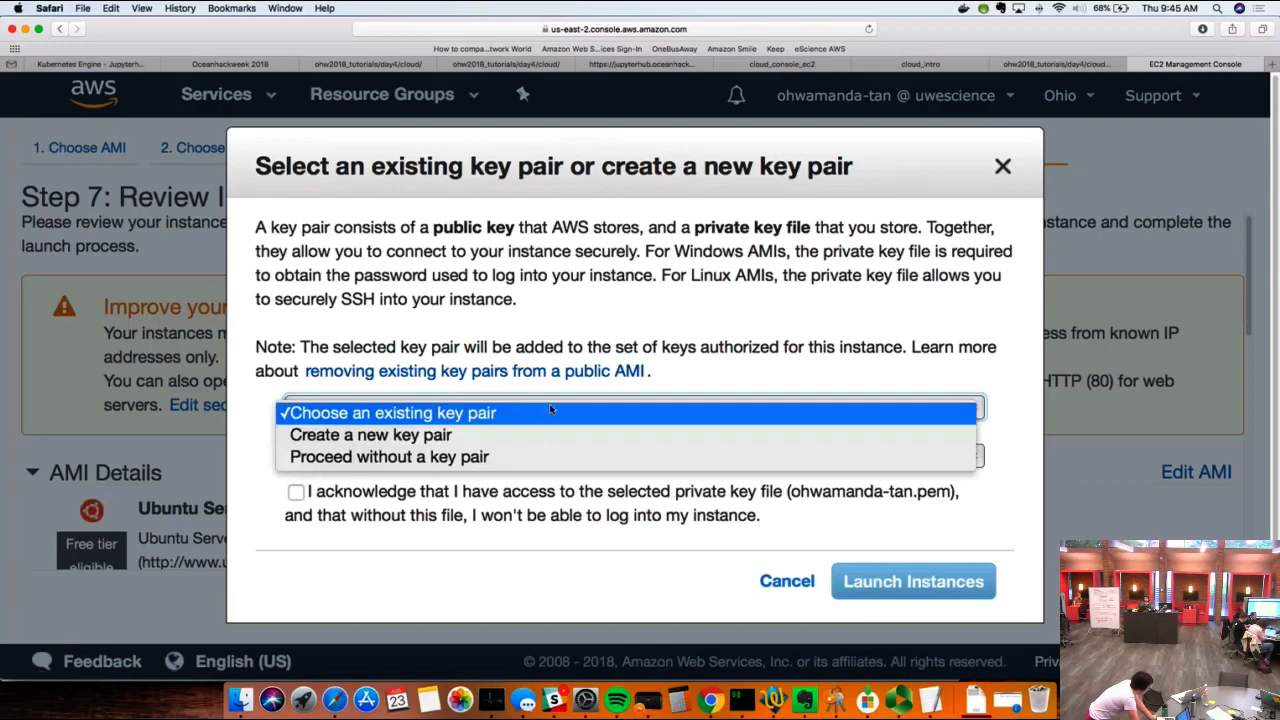 Safari File Edit View History Bookmarks Window Help 68% Thu 9:45 AM
us-east-2.console.aws.amazon.com
How to compa...twork World Amazon Web S...ices Sign-In OneBusAway Amazon Smile Keep eScience AWS
Kubernetes Engine - Jupyterh... Oceanhackweek 2018 ohw2018_tutorials/day4/cloud/ ohw2018_tutorials/day4/cloud/ https://jupyterhub.oceanhack... cloud_console_ec2 cloud_intro ohw2018_tutorials/day4/cloud... EC2 Management Console
aws Services Resource Groups ohwamanda-tan @ uwescience Ohio Support
1. Choose AMI 2. Choose
Step 7: Review I
Please review your instance
nstance and complete the
launch process.
Improve your
Your instances m
ess from known IP
addresses only.
You can also ope
HTTP (80) for web
servers. Edit sec
AMI Details
Edit AMI
Ubuntu Se
Free tier
eligible
Ubuntu Serve
(http://www.u
Select an existing key pair or create a new key pair
A key pair consists of a public key that AWS stores, and a private key file that you store. Together,
they allow you to connect to your instance securely. For Windows AMIs, the private key file is required
to obtain the password used to log into your instance. For Linux AMIs, the private key file allows you
to securely SSH into your instance.
Note: The selected key pair will be added to the set of keys authorized for this instance. Learn more
about removing existing key pairs from a public AMI .
✓Choose an existing key pair
Create a new key pair
Proceed without a key pair
I acknowledge that I have access to the selected private key file (ohwamanda-tan.pem),
and that without this file, I won't be able to log into my instance.
Cancel Launch Instances
Feedback English (US) © 2008 - 2018, Amazon Web Services, Inc. or its affiliates. All rights reserved. Priv
23